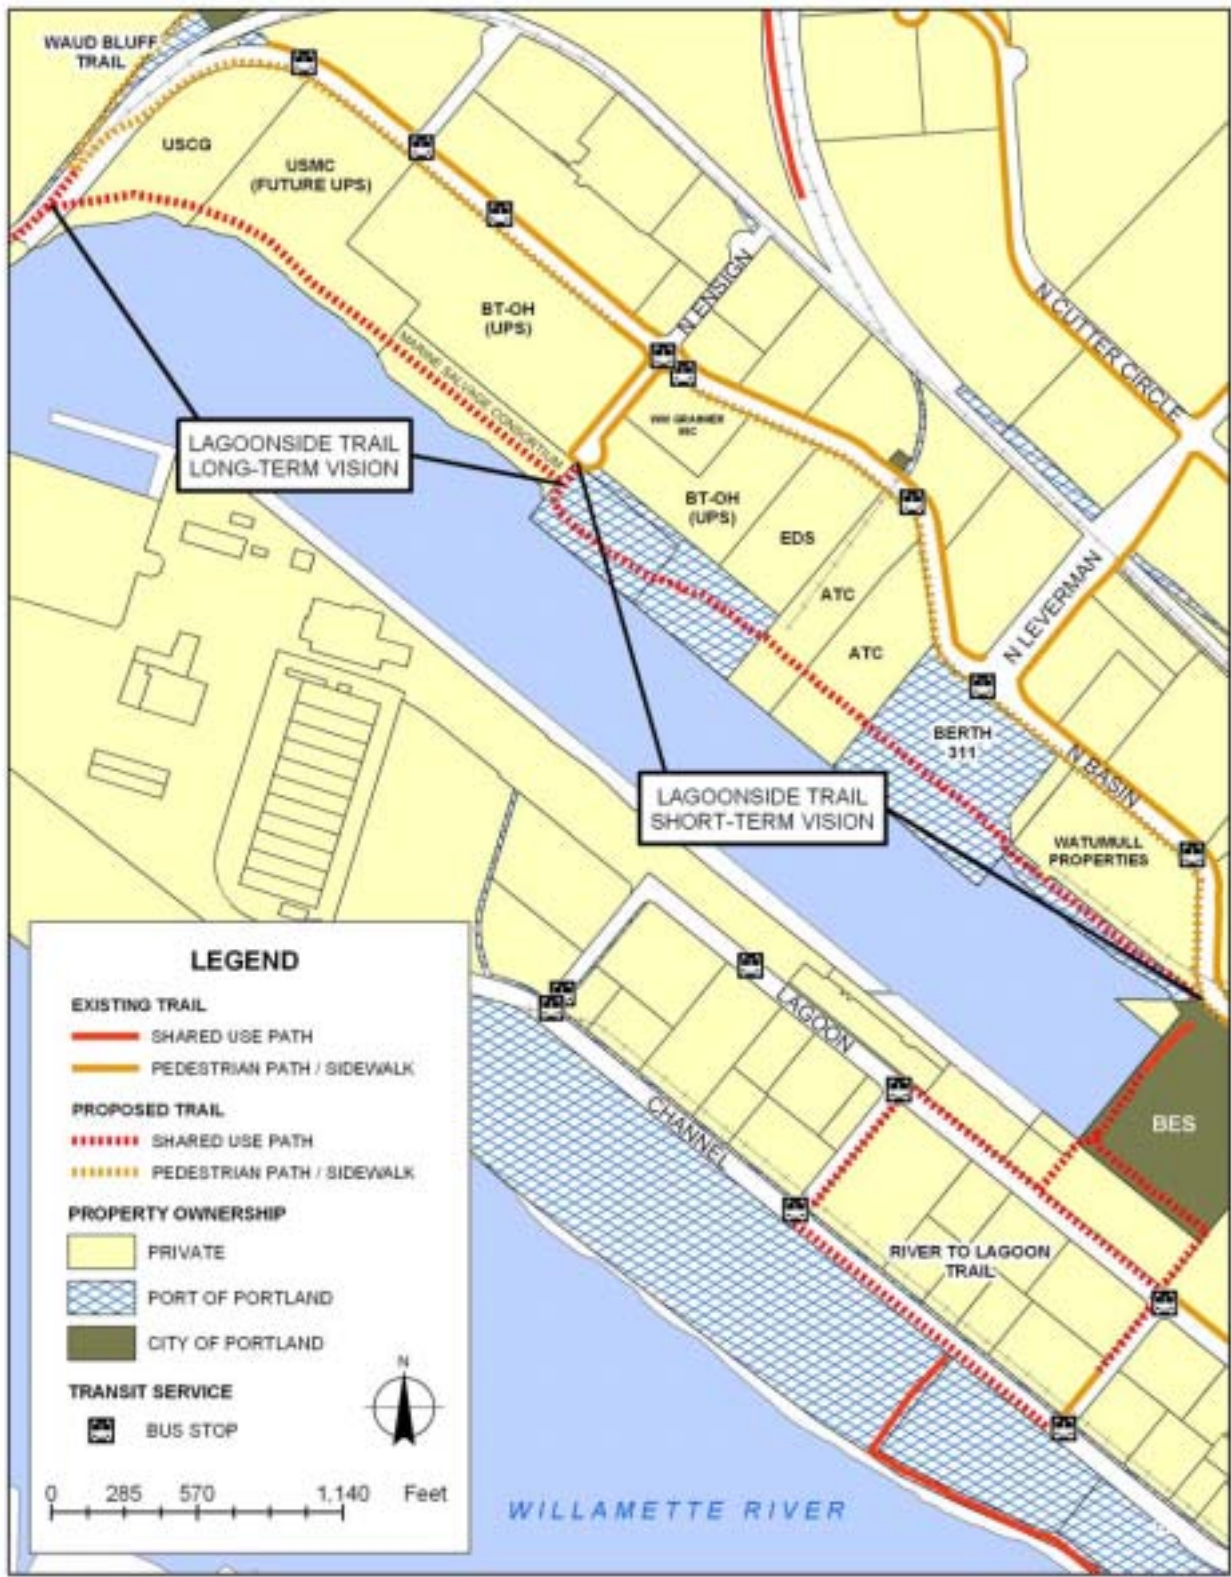 WAUD BLUFF
TRAIL
USCG
USMC
(FUTURE UPS)
BT-OH
(UPS)
N ENSIGN
N CUTTER CIRCLE
MARINE SALVAGE CONSORTIUM
LAGOONSIDE TRAIL
LONG-TERM VISION
BT-OH
(UPS)
EDS
ATC
ATC
N LEVERMAN
BERTH
311
N BASIN
LAGOONSIDE TRAIL
SHORT-TERM VISION
WATUMULL
PROPERTIES
LAGOON
CHANNEL
BES
RIVER TO LAGOON
TRAIL
LEGEND
EXISTING TRAIL
SHARED USE PATH
PEDESTRIAN PATH / SIDEWALK
PROPOSED TRAIL
SHARED USE PATH
PEDESTRIAN PATH / SIDEWALK
PROPERTY OWNERSHIP
PRIVATE
PORT OF PORTLAND
CITY OF PORTLAND
TRANSIT SERVICE
BUS STOP
N
0 285 570 1,140 Feet
WILLAMETTE RIVER